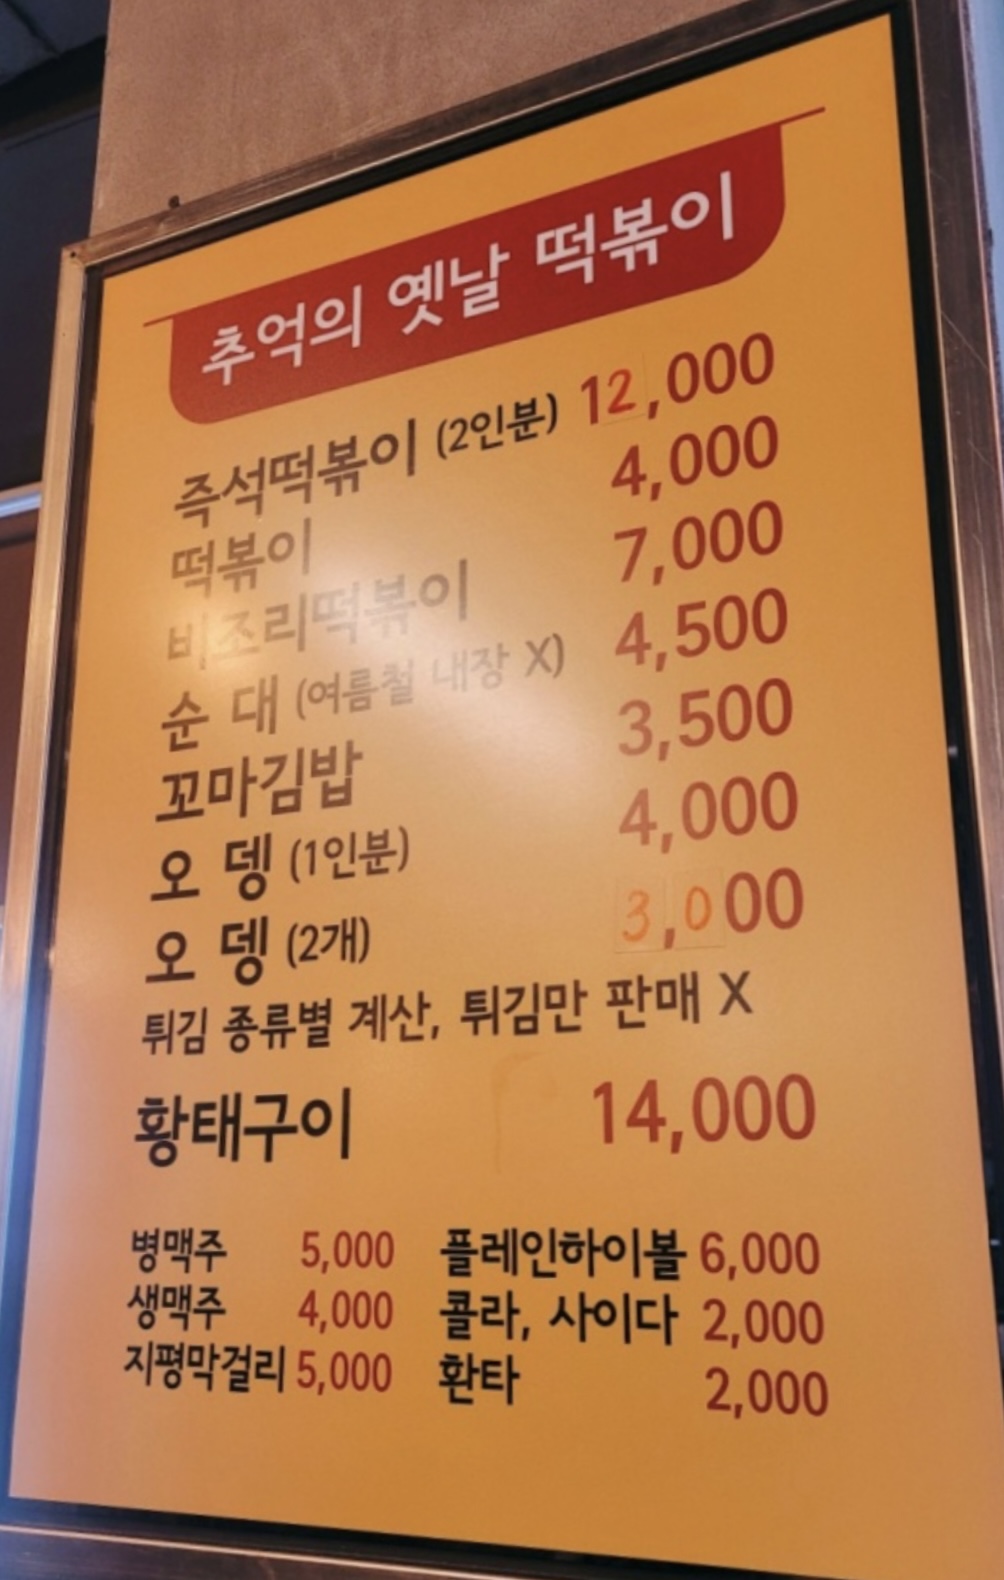 추억의 옛날 떡볶이
즉석떡볶이 (2인분) 12,000
떡볶이 4,000
비조리떡볶이 7,000
순 대 (여름철 내장 X) 4,500
꼬마김밥 3,500
오 뎅 (1인분) 4,000
오 뎅 (2개) 3,000
튀김 종류별 계산, 튀김만 판매 X
황태구이 14,000
병맥주 5,000 플레인하이볼 6,000
생맥주 4,000 콜라, 사이다 2,000
지평막걸리 5,000 환타 2,000